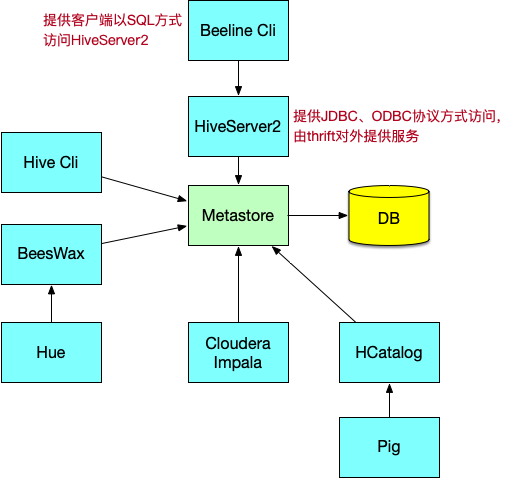 提供客户端以SQL方式
访问HiveServer2
Beeline Cli
HiveServer2
提供JDBC、ODBC协议方式访问，
由thrift对外提供服务
Hive Cli
Metastore
DB
BeesWax
Hue
Cloudera
Impala
HCatalog
Pig